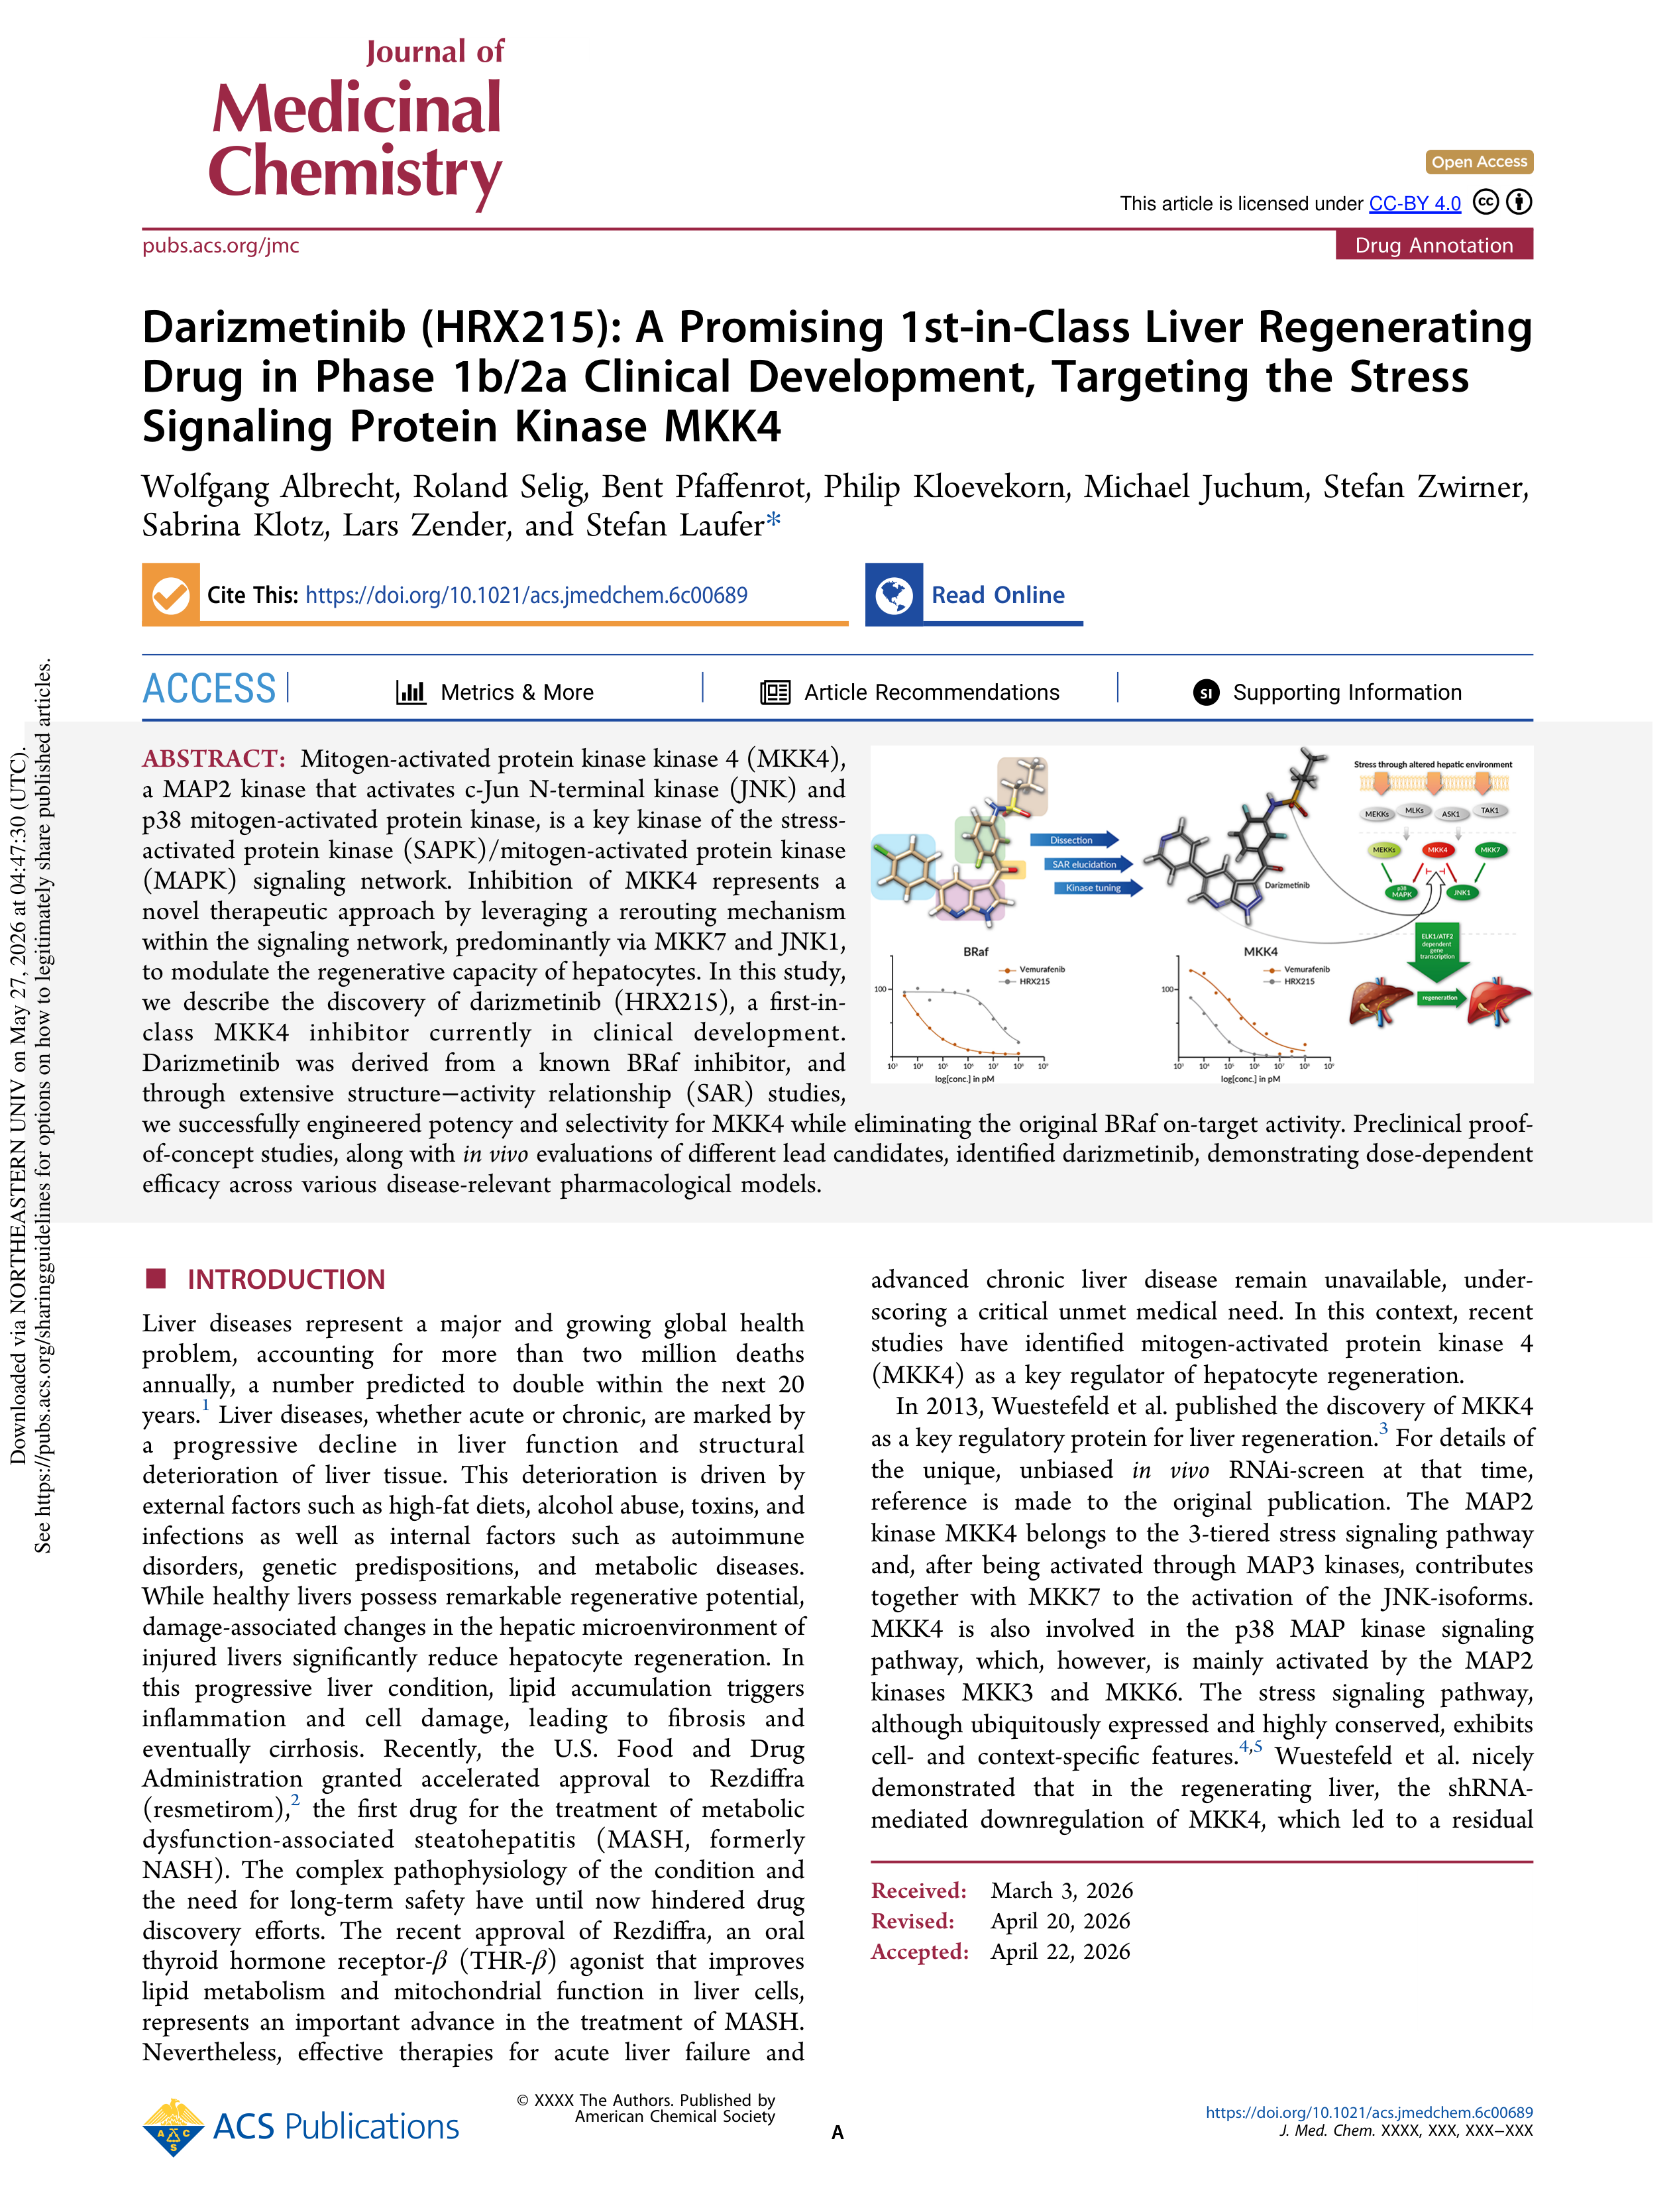 Journal of
Medicinal
Chemistry
Open Access
This article is licensed under CC-BY 4.0
pubs.acs.org/jmc
Drug Annotation
Darizmetinib (HRX215): A Promising 1st-in-Class Liver Regenerating
Drug in Phase 1b/2a Clinical Development, Targeting the Stress
Signaling Protein Kinase MKK4
Wolfgang Albrecht, Roland Selig, Bent Pfaffenrot, Philip Kloevekorn, Michael Juchum, Stefan Zwirner,
Sabrina Klotz, Lars Zender, and Stefan Laufer*
Cite This: https://doi.org/10.1021/acs.jmedchem.6c00689
Read Online
ACCESS
Metrics & More
Article Recommendations
SI Supporting Information
ABSTRACT: Mitogen-activated protein kinase kinase 4 (MKK4),
a MAP2 kinase that activates c-Jun N-terminal kinase (JNK) and
p38 mitogen-activated protein kinase, is a key kinase of the stress-
activated protein kinase (SAPK)/mitogen-activated protein kinase
(MAPK) signaling network. Inhibition of MKK4 represents a
novel therapeutic approach by leveraging a rerouting mechanism
within the signaling network, predominantly via MKK7 and JNK1,
to modulate the regenerative capacity of hepatocytes. In this study,
we describe the discovery of darizmetinib (HRX215), a first-in-
class MKK4 inhibitor currently in clinical development.
Darizmetinib was derived from a known BRaf inhibitor, and
through extensive structure−activity relationship (SAR) studies,
we successfully engineered potency and selectivity for MKK4 while eliminating the original BRaf on-target activity. Preclinical proof-
of-concept studies, along with in vivo evaluations of different lead candidates, identified darizmetinib, demonstrating dose-dependent
efficacy across various disease-relevant pharmacological models.
Dissection
SAR elucidation
Kinase tuning
Darizmetinib
Stress through altered hepatic environment
MEKKs
MLKs
ASK1
TAK1
MEKKs
MKK4
MKK7
p38
MAPK
JNK1
ELK1/ATF2
dependent
gene
transcription
regeneration
BRaf
Vemurafenib
HRX215
100
10³ 10⁴ 10⁵ 10⁶ 10⁷ 10⁸ 10⁹
log[conc.] in pM
MKK4
Vemurafenib
HRX215
100
10³ 10⁴ 10⁵ 10⁶ 10⁷ 10⁸ 10⁹
log[conc.] in pM
■ INTRODUCTION
Liver diseases represent a major and growing global health
problem, accounting for more than two million deaths
annually, a number predicted to double within the next 20
years.1 Liver diseases, whether acute or chronic, are marked by
a progressive decline in liver function and structural
deterioration of liver tissue. This deterioration is driven by
external factors such as high-fat diets, alcohol abuse, toxins, and
infections as well as internal factors such as autoimmune
disorders, genetic predispositions, and metabolic diseases.
While healthy livers possess remarkable regenerative potential,
damage-associated changes in the hepatic microenvironment of
injured livers significantly reduce hepatocyte regeneration. In
this progressive liver condition, lipid accumulation triggers
inflammation and cell damage, leading to fibrosis and
eventually cirrhosis. Recently, the U.S. Food and Drug
Administration granted accelerated approval to Rezdiffra
(resmetirom),2 the first drug for the treatment of metabolic
dysfunction-associated steatohepatitis (MASH, formerly
NASH). The complex pathophysiology of the condition and
the need for long-term safety have until now hindered drug
discovery efforts. The recent approval of Rezdiffra, an oral
thyroid hormone receptor-β (THR-β) agonist that improves
lipid metabolism and mitochondrial function in liver cells,
represents an important advance in the treatment of MASH.
Nevertheless, effective therapies for acute liver failure and
advanced chronic liver disease remain unavailable, under-
scoring a critical unmet medical need. In this context, recent
studies have identified mitogen-activated protein kinase 4
(MKK4) as a key regulator of hepatocyte regeneration.
In 2013, Wuestefeld et al. published the discovery of MKK4
as a key regulatory protein for liver regeneration.3 For details of
the unique, unbiased in vivo RNAi-screen at that time,
reference is made to the original publication. The MAP2
kinase MKK4 belongs to the 3-tiered stress signaling pathway
and, after being activated through MAP3 kinases, contributes
together with MKK7 to the activation of the JNK-isoforms.
MKK4 is also involved in the p38 MAP kinase signaling
pathway, which, however, is mainly activated by the MAP2
kinases MKK3 and MKK6. The stress signaling pathway,
although ubiquitously expressed and highly conserved, exhibits
cell- and context-specific features.4,5 Wuestefeld et al. nicely
demonstrated that in the regenerating liver, the shRNA-
mediated downregulation of MKK4, which led to a residual
Received: March 3, 2026
Revised: April 20, 2026
Accepted: April 22, 2026
ACS Publications
© XXXX The Authors. Published by
American Chemical Society
A
https://doi.org/10.1021/acs.jmedchem.6c00689
J. Med. Chem. XXXX, XXX, XXX−XXX
Downloaded via NORTHEASTERN UNIV on May 27, 2026 at 04:47:30 (UTC).
See https://pubs.acs.org/sharingguidelines for options on how to legitimately share published articles.